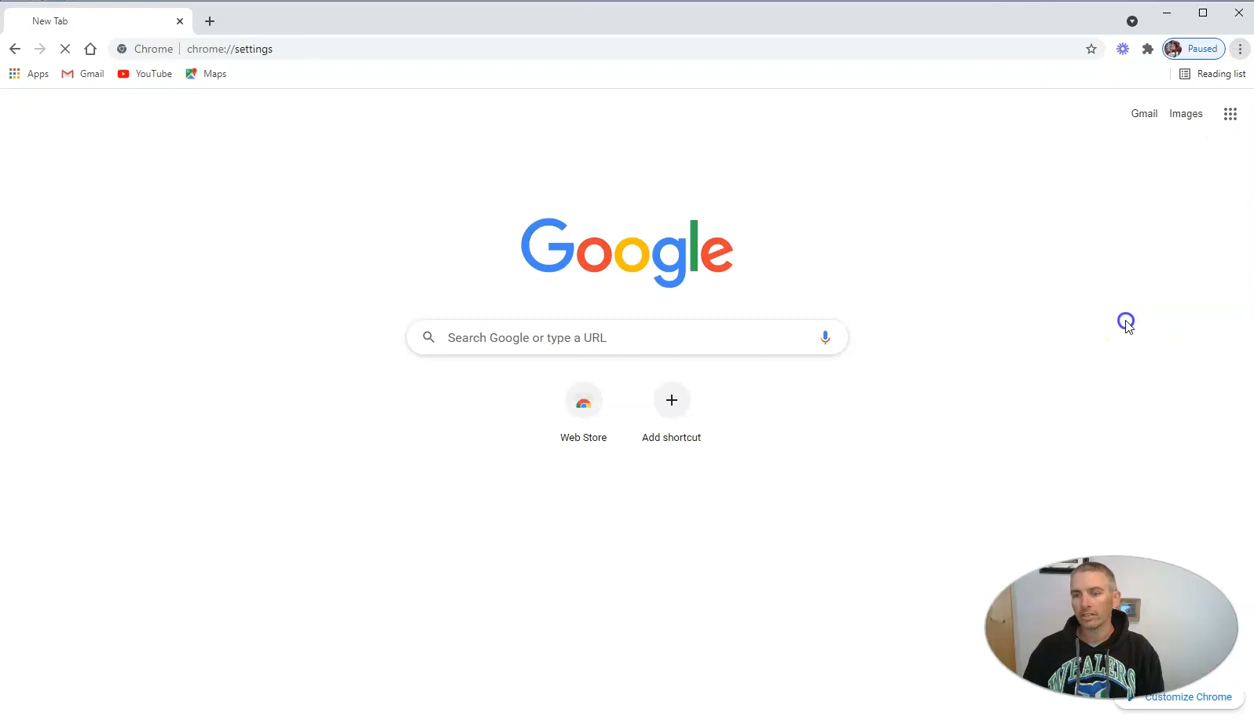 New Tab
Chrome chrome://settings
Paused
Apps Gmail YouTube Maps
Reading list
Gmail Images
Google
Search Google or type a URL
Web Store Add shortcut
WHALERS
Customize Chrome